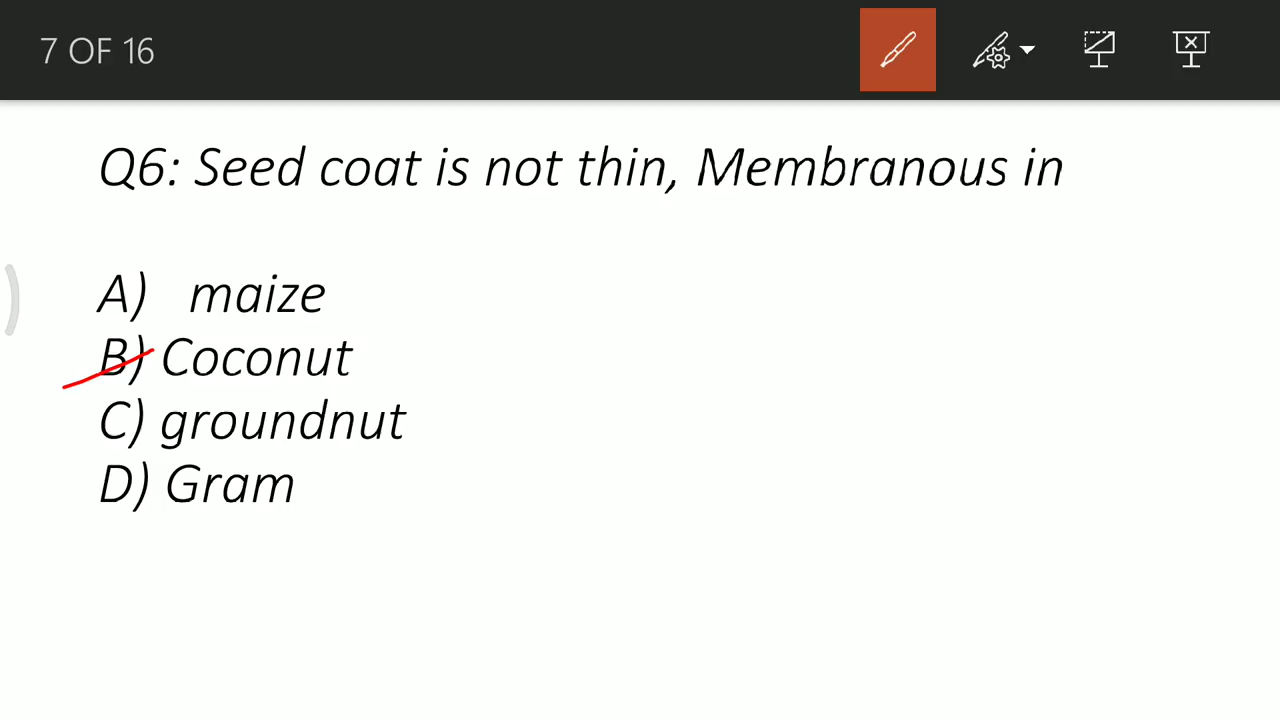 7 OF 16
Q6: Seed coat is not thin, Membranous in
A) maize
B) Coconut
C) groundnut
D) Gram